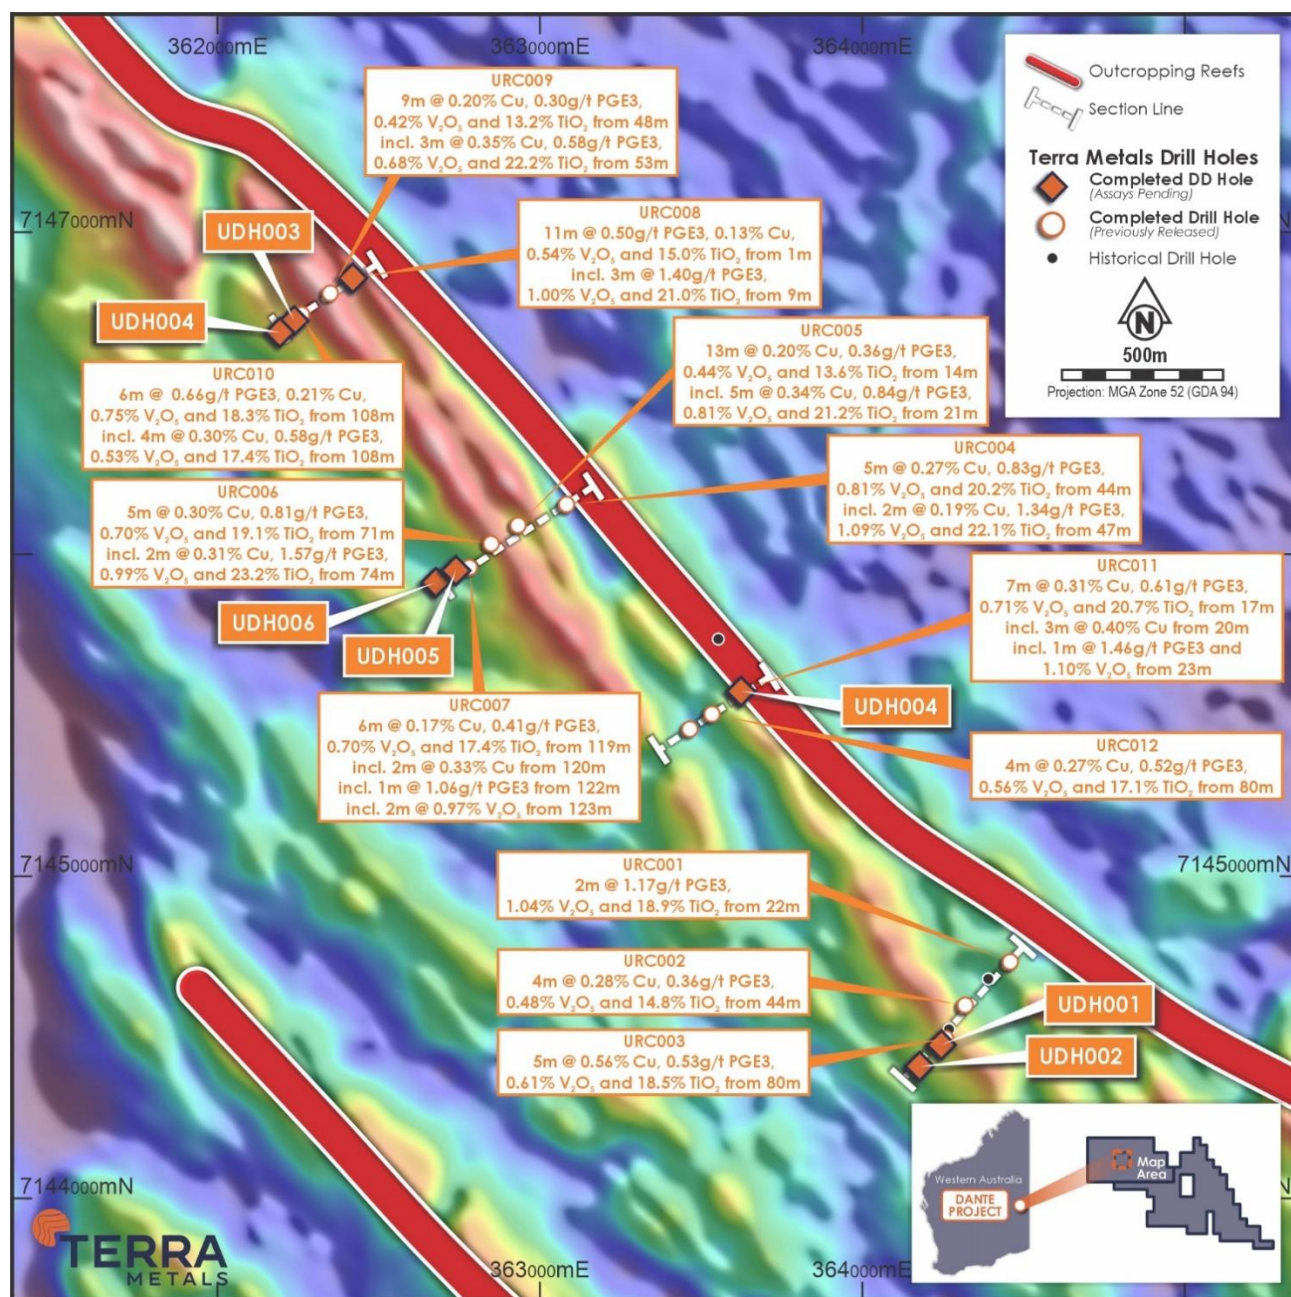 362000mE
363000mE
364000mE
Outcropping Reefs
Section Line
Terra Metals Drill Holes
Completed DD Hole
(Assays Pending)
Completed Drill Hole
(Previously Released)
Historical Drill Hole
N
500m
Projection: MGA Zone 52 (GDA 94)
URC009
9m @ 0.20% Cu, 0.30g/t PGE3,
0.42% V₂O₅ and 13.2% TiO₂ from 48m
incl. 3m @ 0.35% Cu, 0.58g/t PGE3,
0.68% V₂O₅ and 22.2% TiO₂ from 53m
7147000mN
UDH003
URC008
11m @ 0.50g/t PGE3, 0.13% Cu,
0.54% V₂O₅ and 15.0% TiO₂ from 1m
incl. 3m @ 1.40g/t PGE3,
1.00% V₂O₅ and 21.0% TiO₂ from 9m
UDH004
URC005
13m @ 0.20% Cu, 0.36g/t PGE3,
0.44% V₂O₅ and 13.6% TiO₂ from 14m
incl. 5m @ 0.34% Cu, 0.84g/t PGE3,
0.81% V₂O₅ and 21.2% TiO₂ from 21m
URC010
6m @ 0.66g/t PGE3, 0.21% Cu,
0.75% V₂O₅ and 18.3% TiO₂ from 108m
incl. 4m @ 0.30% Cu, 0.58g/t PGE3,
0.53% V₂O₅ and 17.4% TiO₂ from 108m
URC004
5m @ 0.27% Cu, 0.83g/t PGE3,
0.81% V₂O₅ and 20.2% TiO₂ from 44m
incl. 2m @ 0.19% Cu, 1.34g/t PGE3,
1.09% V₂O₅ and 22.1% TiO₂ from 47m
URC006
5m @ 0.30% Cu, 0.81g/t PGE3,
0.70% V₂O₅ and 19.1% TiO₂ from 71m
incl. 2m @ 0.31% Cu, 1.57g/t PGE3,
0.99% V₂O₅ and 23.2% TiO₂ from 74m
URC011
7m @ 0.31% Cu, 0.61g/t PGE3,
0.71% V₂O₅ and 20.7% TiO₂ from 17m
incl. 3m @ 0.40% Cu from 20m
incl. 1m @ 1.46g/t PGE3 and
1.10% V₂O₅ from 23m
UDH006
UDH005
URC007
6m @ 0.17% Cu, 0.41g/t PGE3,
0.70% V₂O₅ and 17.4% TiO₂ from 119m
incl. 2m @ 0.33% Cu from 120m
incl. 1m @ 1.06g/t PGE3 from 122m
incl. 2m @ 0.97% V₂O₅ from 123m
UDH004
URC012
4m @ 0.27% Cu, 0.52g/t PGE3,
0.56% V₂O₅ and 17.1% TiO₂ from 80m
7145000mN
7145000mN
URC001
2m @ 1.17g/t PGE3,
1.04% V₂O₅ and 18.9% TiO₂ from 22m
URC002
4m @ 0.28% Cu, 0.36g/t PGE3,
0.48% V₂O₅ and 14.8% TiO₂ from 44m
UDH001
URC003
5m @ 0.56% Cu, 0.53g/t PGE3,
0.61% V₂O₅ and 18.5% TiO₂ from 80m
UDH002
7144000mN
Western Australia
DANTE
PROJECT
Map
Area
TERRA
METALS
363000mE
364000mE